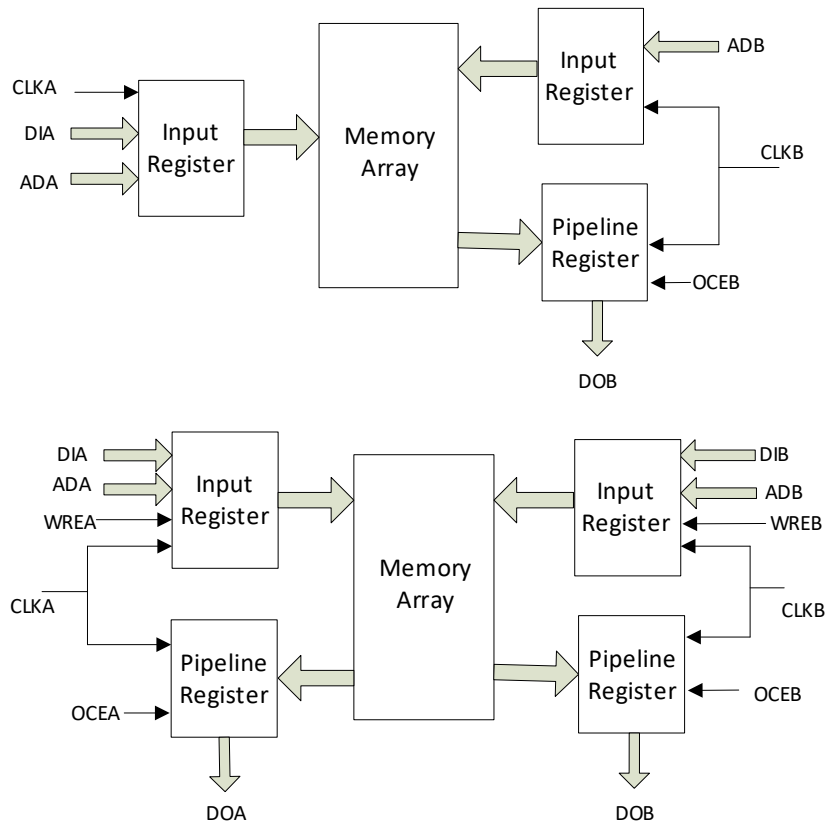 ADB
Input
Register
CLKA
DIA
ADA
Input
Register
Memory
Array
CLKB
Pipeline
Register
OCEB
DOB
DIA
ADA
WREA
Input
Register
DIB
ADB
WREB
Input
Register
Memory
Array
CLKA
CLKB
Pipeline
Register
Pipeline
Register
OCEA
OCEB
DOA
DOB